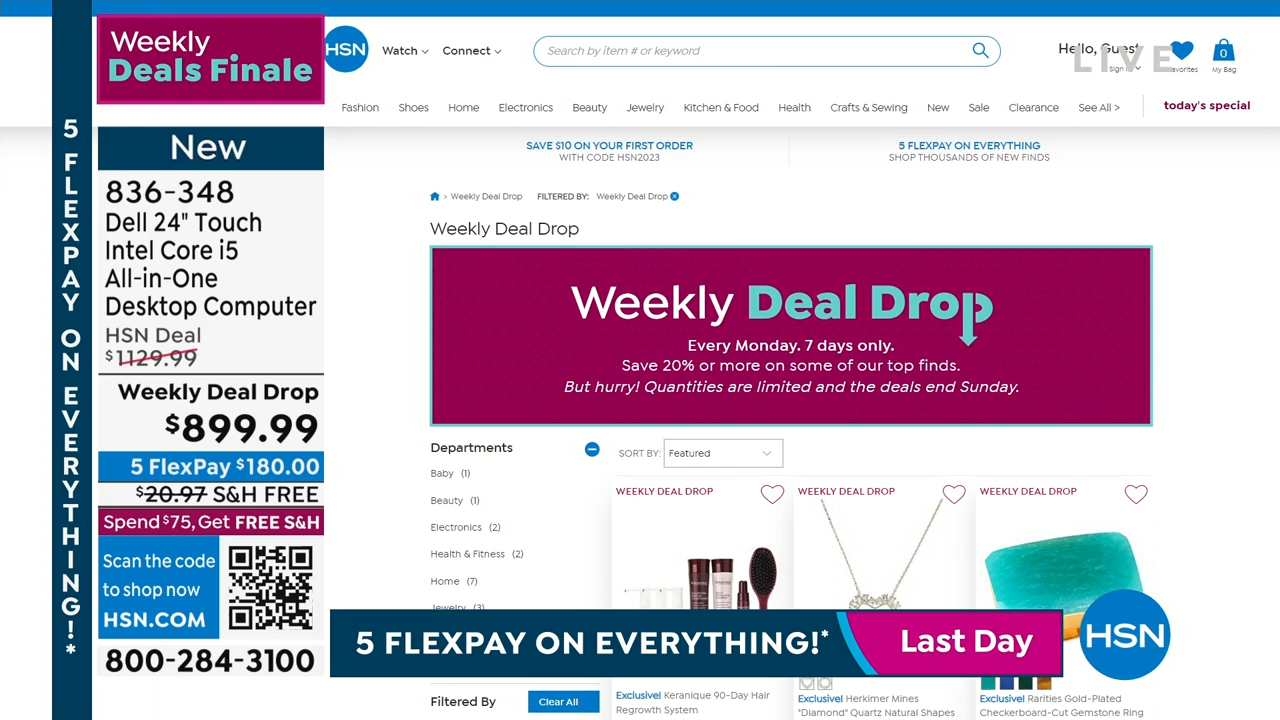 Weekly
Deals Finale
5 FLEXPAY ON EVERYTHING!*
New
836-348
Dell 24" Touch
Intel Core i5
All-in-One
Desktop Computer
HSN Deal
$1129.99
Weekly Deal Drop
$899.99
5 FlexPay $180.00
$20.97 S&H FREE
Spend $75, Get FREE S&H
Scan the code
to shop now
HSN.COM
800-284-3100
HSN
Watch
Connect
Search by item # or keyword
Hello, Guest
LIVE
Sign
Favorites
0
My Bag
Fashion Shoes Home Electronics Beauty Jewelry Kitchen & Food Health Crafts & Sewing New Sale Clearance See All > today's special
SAVE $10 ON YOUR FIRST ORDER
WITH CODE HSN2023
5 FLEXPAY ON EVERYTHING
SHOP THOUSANDS OF NEW FINDS
> Weekly Deal Drop FILTERED BY: Weekly Deal Drop
Weekly Deal Drop
Weekly Deal Drop
Every Monday. 7 days only.
Save 20% or more on some of our top finds.
But hurry! Quantities are limited and the deals end Sunday.
Departments
Baby (1)
Beauty (1)
Electronics (2)
Health & Fitness (2)
Home (7)
Jewelry (3)
Filtered By
Clear All
SORT BY: Featured
WEEKLY DEAL DROP
Exclusive! Keranique 90-Day Hair
Regrowth System
WEEKLY DEAL DROP
Exclusive! Herkimer Mines
"Diamond" Quartz Natural Shapes
WEEKLY DEAL DROP
Exclusive! Rarities Gold-Plated
Checkerboard-Cut Gemstone Ring
5 FLEXPAY ON EVERYTHING!*
Last Day
HSN